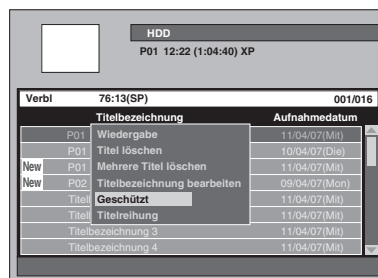 HDD
P01 12:22 (1:04:40) XP
Verbl 76:13(SP) 001/016
Titelbezeichnung Aufnahmedatum
P01 Wiedergabe 11/04/07(Mit)
P01 Titel löschen 10/04/07(Die)
New P01 Mehrere Titel löschen 11/04/07(Mit)
New P02 Titelbezeichnung bearbeiten 09/04/07(Mon)
Titell Geschützt 11/04/07(Mit)
Titell Titelreihung 11/04/07(Mit)
Titelbezeichnung 3 11/04/07(Mit)
Titelbezeichnung 4 11/04/07(Mit)